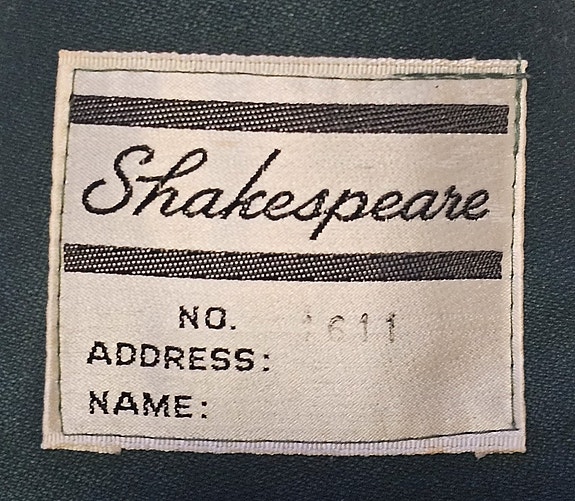 Shakespeare
NO. 1611
ADDRESS:
NAME: